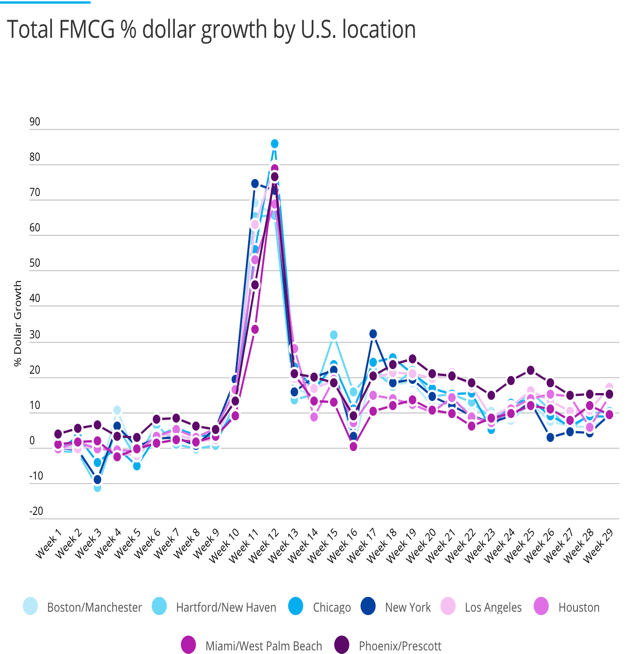 Total FMCG % dollar growth by U.S. location
90
80
70
60
50
40
30
20
10
0
-10
-20
% Dollar Growth
Week 1 Week 2 Week 3 Week 4 Week 5 Week 6 Week 7 Week 8 Week 9 Week 10 Week 11 Week 12 Week 13 Week 14 Week 15 Week 16 Week 17 Week 18 Week 19 Week 20 Week 21 Week 22 Week 23 Week 24 Week 25 Week 26 Week 27 Week 28 Week 29
Boston/Manchester Hartford/New Haven Chicago New York Los Angeles Houston
Miami/West Palm Beach Phoenix/Prescott